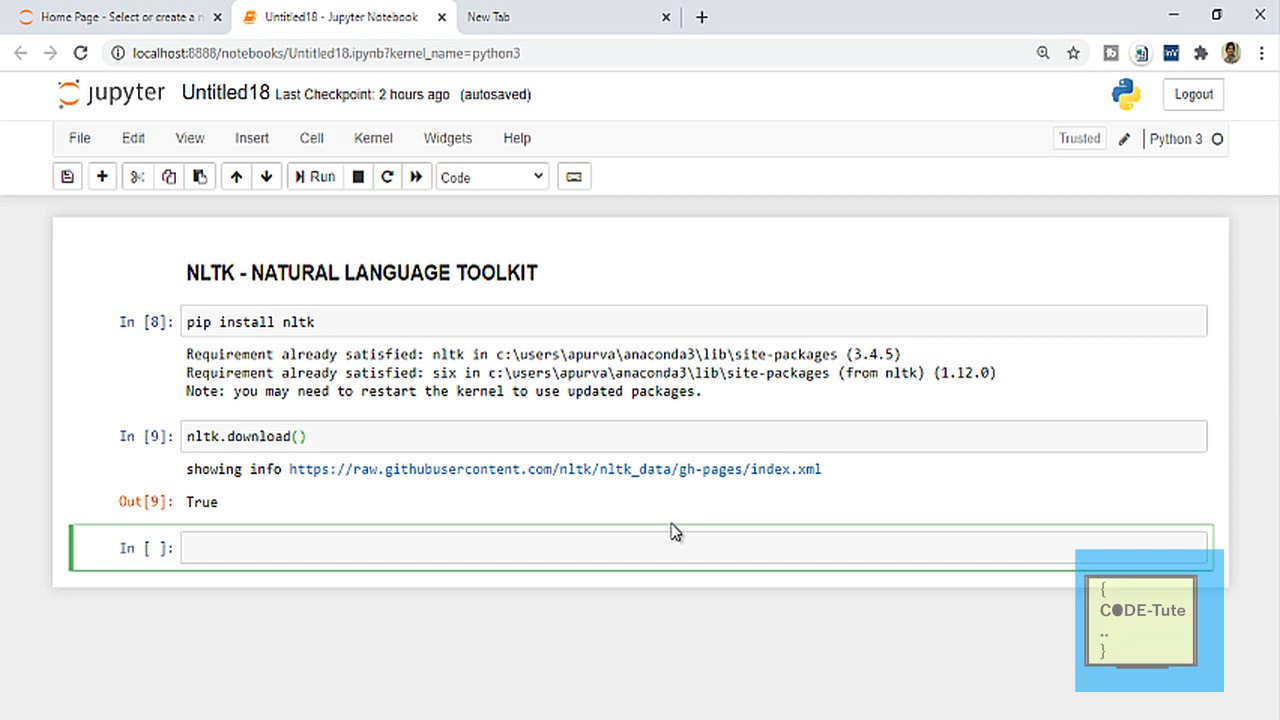 Home Page - Select or create a n
Untitled18 - Jupyter Notebook
New Tab
localhost:8888/notebooks/Untitled18.ipynb?kernel_name=python3
jupyter Untitled18 Last Checkpoint: 2 hours ago (autosaved)
Logout
File Edit View Insert Cell Kernel Widgets Help
Trusted
Python 3
Run
Code
NLTK - NATURAL LANGUAGE TOOLKIT
In [8]: pip install nltk
Requirement already satisfied: nltk in c:\users\apurva\anaconda3\lib\site-packages (3.4.5)
Requirement already satisfied: six in c:\users\apurva\anaconda3\lib\site-packages (from nltk) (1.12.0)
Note: you may need to restart the kernel to use updated packages.
In [9]: nltk.download()
showing info https://raw.githubusercontent.com/nltk/nltk_data/gh-pages/index.xml
Out[9]: True
In [ ]:
{
CODE-Tute
..
}